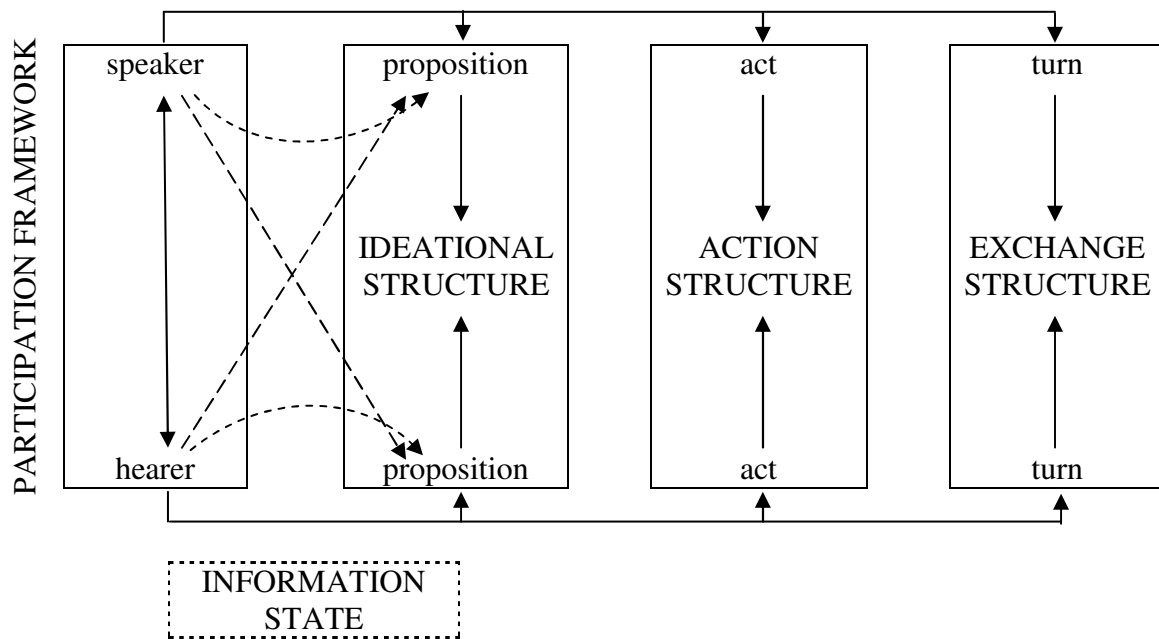 PARTICIPATION FRAMEWORK
speaker
proposition
act
turn
IDEATIONAL
STRUCTURE
ACTION
STRUCTURE
EXCHANGE
STRUCTURE
hearer
proposition
act
turn
INFORMATION
STATE